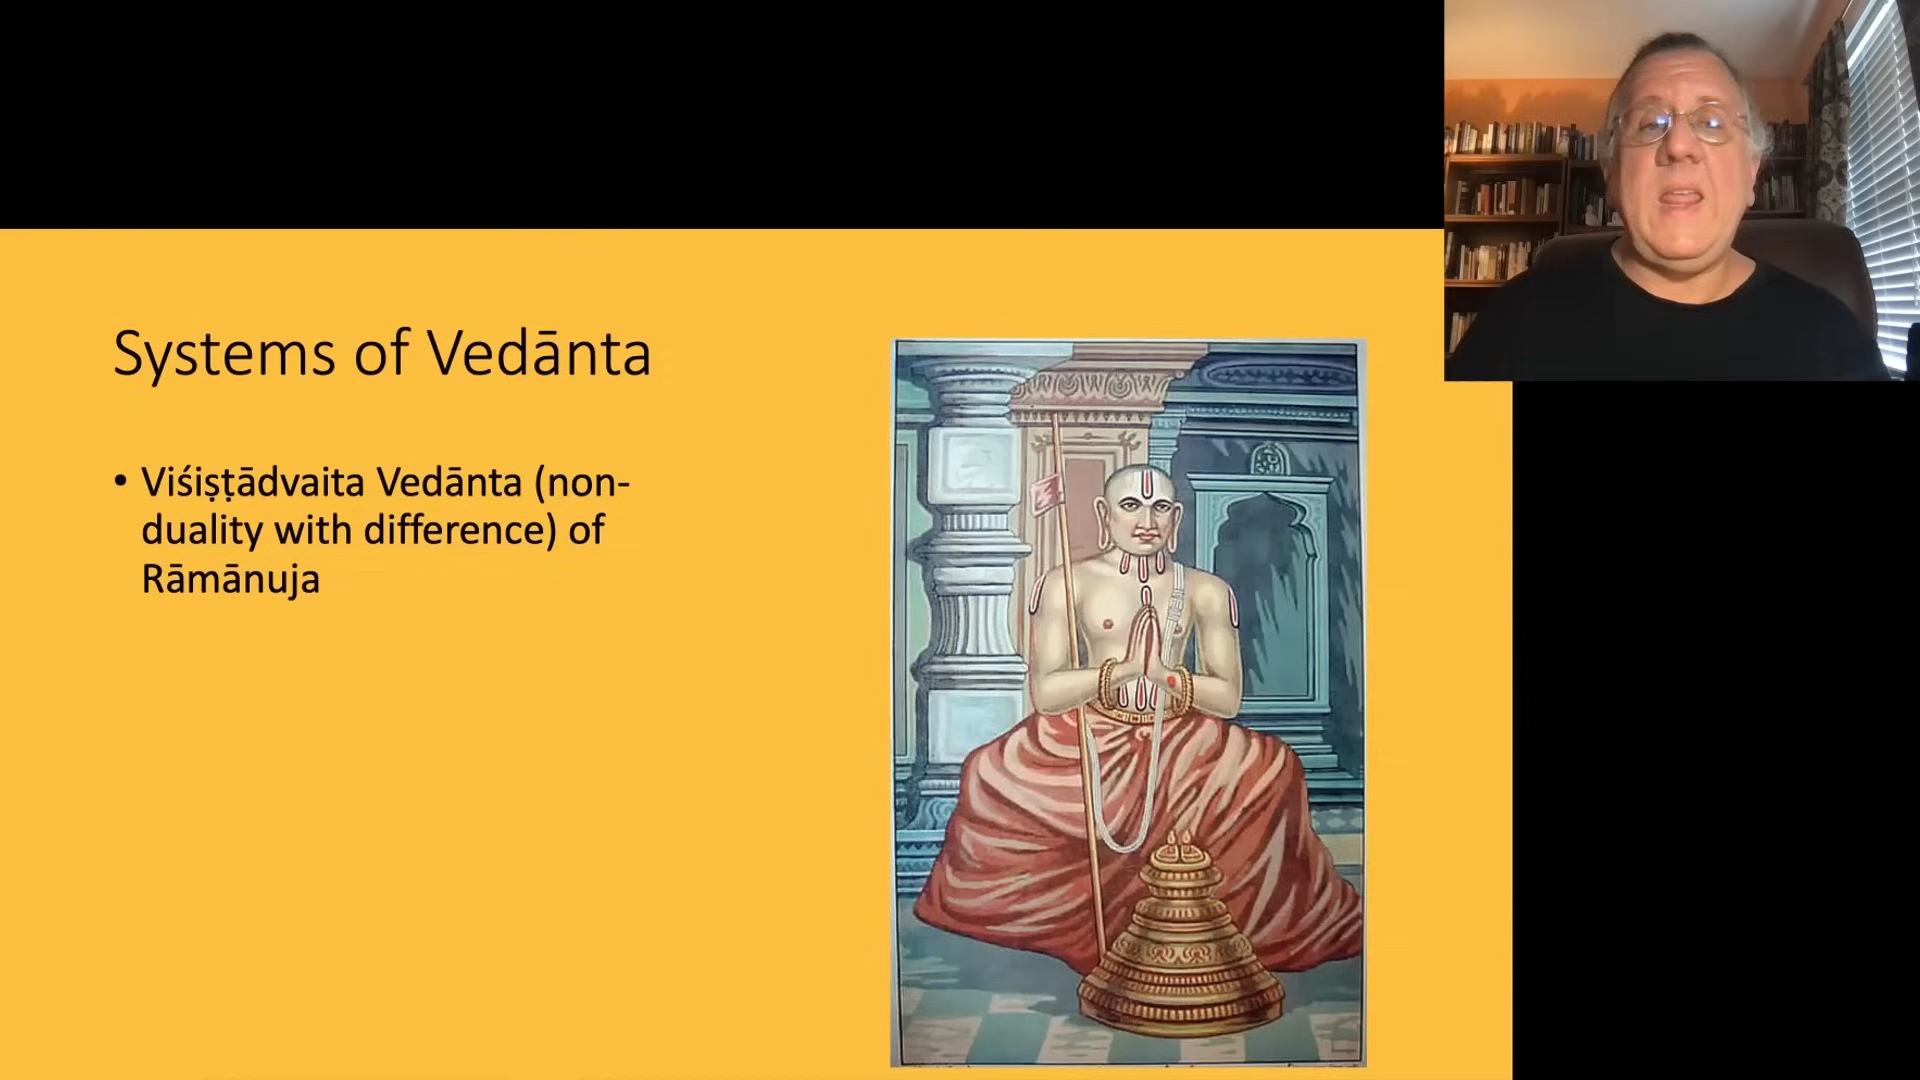 Systems of Vedānta
• Viśiṣṭādvaita Vedānta (non-
duality with difference) of
Rāmānuja